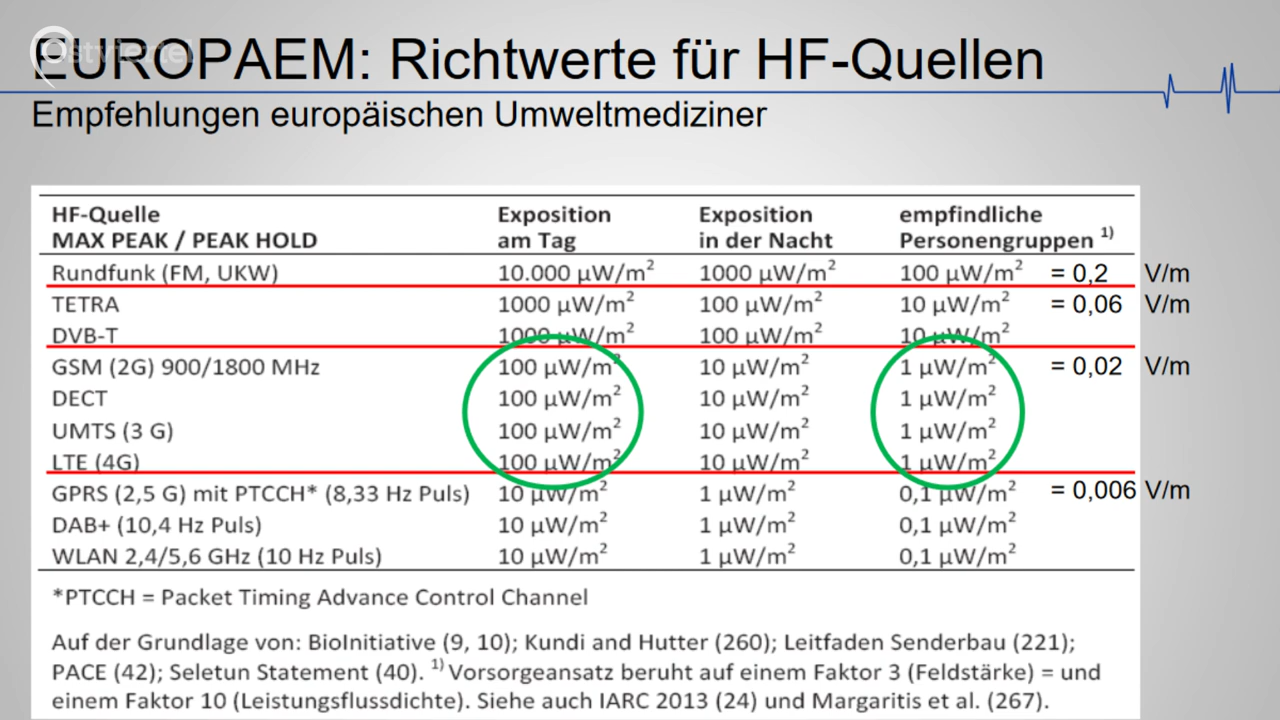 Ostviertel
EUROPAEM: Richtwerte für HF-Quellen
Empfehlungen europäischen Umweltmediziner
HF-Quelle Exposition Exposition empfindliche
MAX PEAK / PEAK HOLD am Tag in der Nacht Personengruppen 1)
Rundfunk (FM, UKW) 10.000 µW/m² 1000 µW/m² 100 µW/m² = 0,2 V/m
TETRA 1000 µW/m² 100 µW/m² 10 µW/m² = 0,06 V/m
DVB-T 1000 µW/m² 100 µW/m² 10 µW/m²
GSM (2G) 900/1800 MHz 100 µW/m² 10 µW/m² 1 µW/m² = 0,02 V/m
DECT 100 µW/m² 10 µW/m² 1 µW/m²
UMTS (3 G) 100 µW/m² 10 µW/m² 1 µW/m²
LTE (4G) 100 µW/m² 10 µW/m² 1 µW/m²
GPRS (2,5 G) mit PTCCH* (8,33 Hz Puls) 10 µW/m² 1 µW/m² 0,1 µW/m² = 0,006 V/m
DAB+ (10,4 Hz Puls) 10 µW/m² 1 µW/m² 0,1 µW/m²
WLAN 2,4/5,6 GHz (10 Hz Puls) 10 µW/m² 1 µW/m² 0,1 µW/m²
*PTCCH = Packet Timing Advance Control Channel
Auf der Grundlage von: BioInitiative (9, 10); Kundi and Hutter (260); Leitfaden Senderbau (221);
PACE (42); Seletun Statement (40). 1) Vorsorgeansatz beruht auf einem Faktor 3 (Feldstärke) = und
einem Faktor 10 (Leistungsflussdichte). Siehe auch IARC 2013 (24) und Margaritis et al. (267).